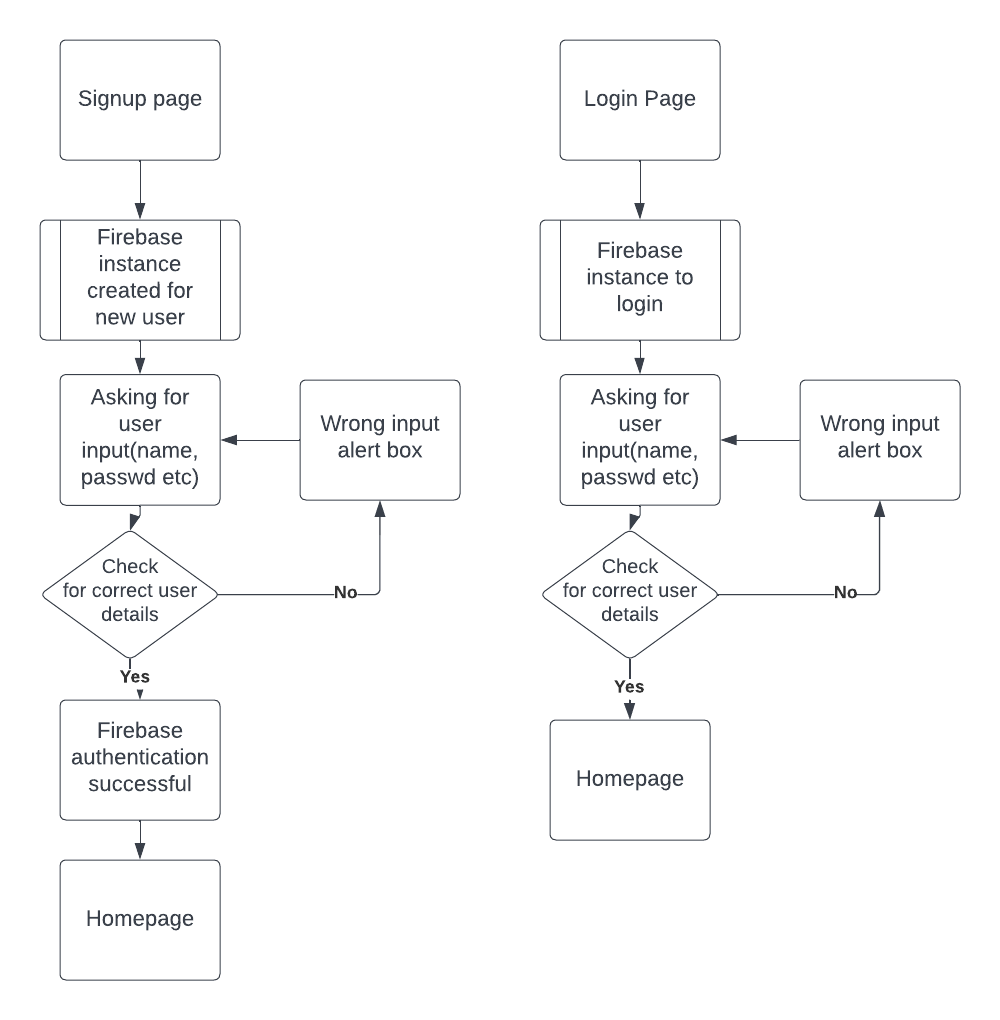 Signup page
Firebase
instance
created for
new user
Asking for
user
input(name,
passwd etc)
Wrong input
alert box
Check
for correct user
details
No
Yes
Firebase
authentication
successful
Homepage
Login Page
Firebase
instance to
login
Asking for
user
input(name,
passwd etc)
Wrong input
alert box
Check
for correct user
details
No
Yes
Homepage